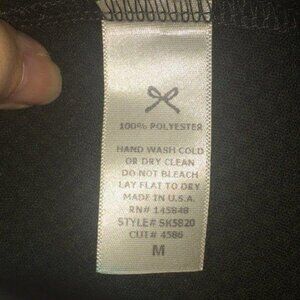 100% POLYESTER
HAND WASH COLD
OR DRY CLEAN
DO NOT BLEACH
LAY FLAT TO DRY
MADE IN U.S.A.
RN# 145848
STYLE# SK5820
CUT# 4586
M